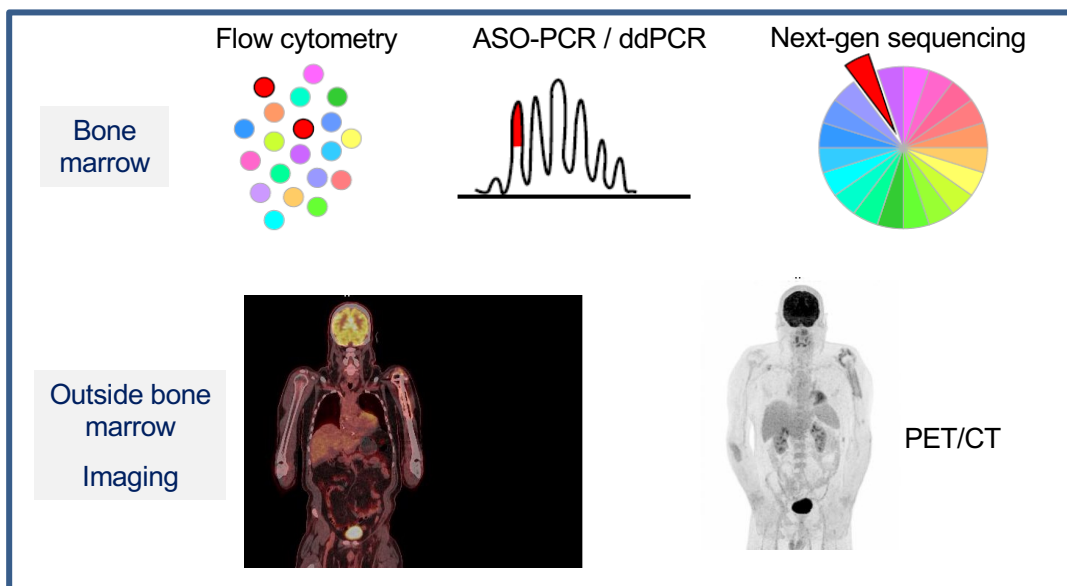 Flow cytometry
ASO-PCR / ddPCR
Next-gen sequencing
Bone
marrow
Outside bone
marrow
Imaging
PET/CT